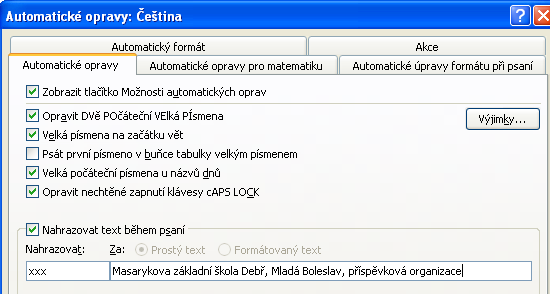 Automatické opravy: Čeština
Automatický formát Akce
Automatické opravy Automatické opravy pro matematiku Automatické úpravy formátu při psaní
Zobrazit tlačítko Možnosti automatických oprav
Opravit DVě POčáteční VElká PÍsmena Výjimky...
Velká písmena na začátku vět
Psát první písmeno v buňce tabulky velkým písmenem
Velká počáteční písmena u názvů dnů
Opravit nechtěné zapnutí klávesy cAPS LOCK
Nahrazovat text během psaní
Nahrazovat: Za: Prostý text Formátovaný text
xxx Masarykova základní škola Debř, Mladá Boleslav, příspěvková organizace